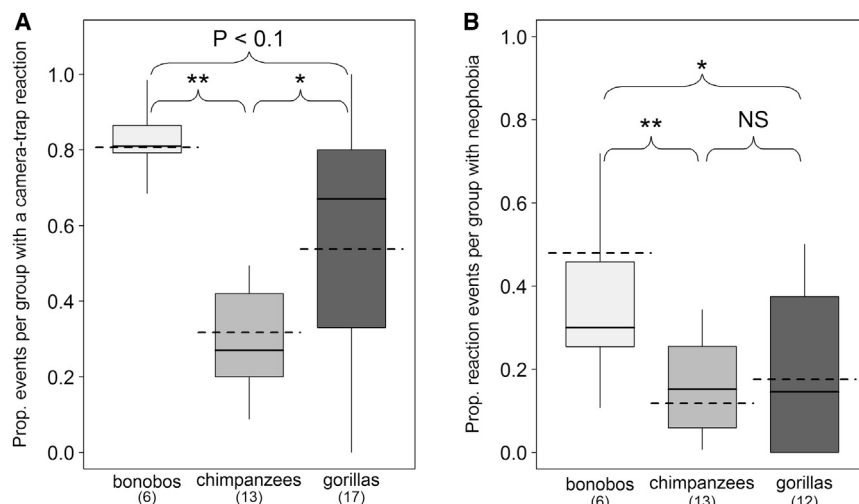 A
Prop. events per group with a camera-trap reaction
1.0
0.8
0.6
0.4
0.2
0.0
P < 0.1
** *
bonobos chimpanzees gorillas
(6) (13) (17)
B
Prop. reaction events per group with neophobia
1.0
0.8
0.6
0.4
0.2
0.0
*
** NS
bonobos chimpanzees gorillas
(6) (13) (12)